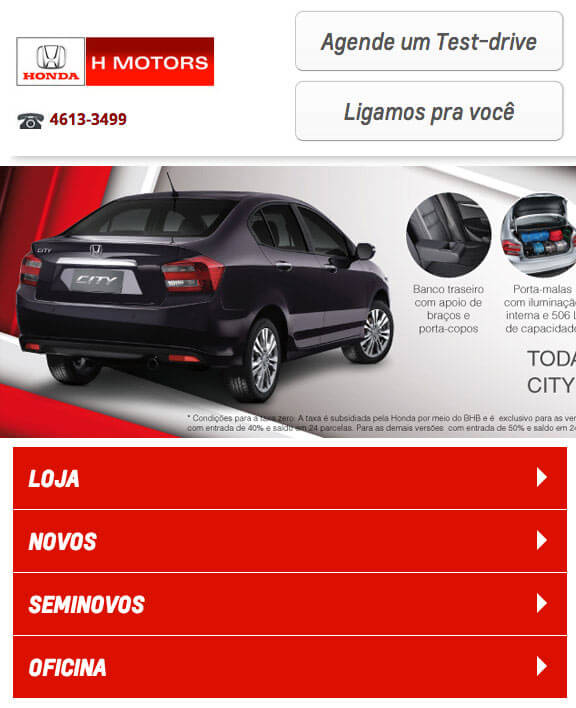 HONDA
H MOTORS
4613-3499
Agende um Test-drive
Ligamos pra você
CITY
CITY
Banco traseiro
com apoio de
braços e
porta-copos
Porta-malas
com iluminação
interna e 506 L
de capacidade
TODA
CITY
* Condições para a taxa zero: A taxa é subsidiada pela Honda por meio do BHB e é exclusivo para as ver
com entrada de 40% e saldo em 24 parcelas. Para as demais versões com entrada de 50% e saldo em 24
LOJA
NOVOS
SEMINOVOS
OFICINA